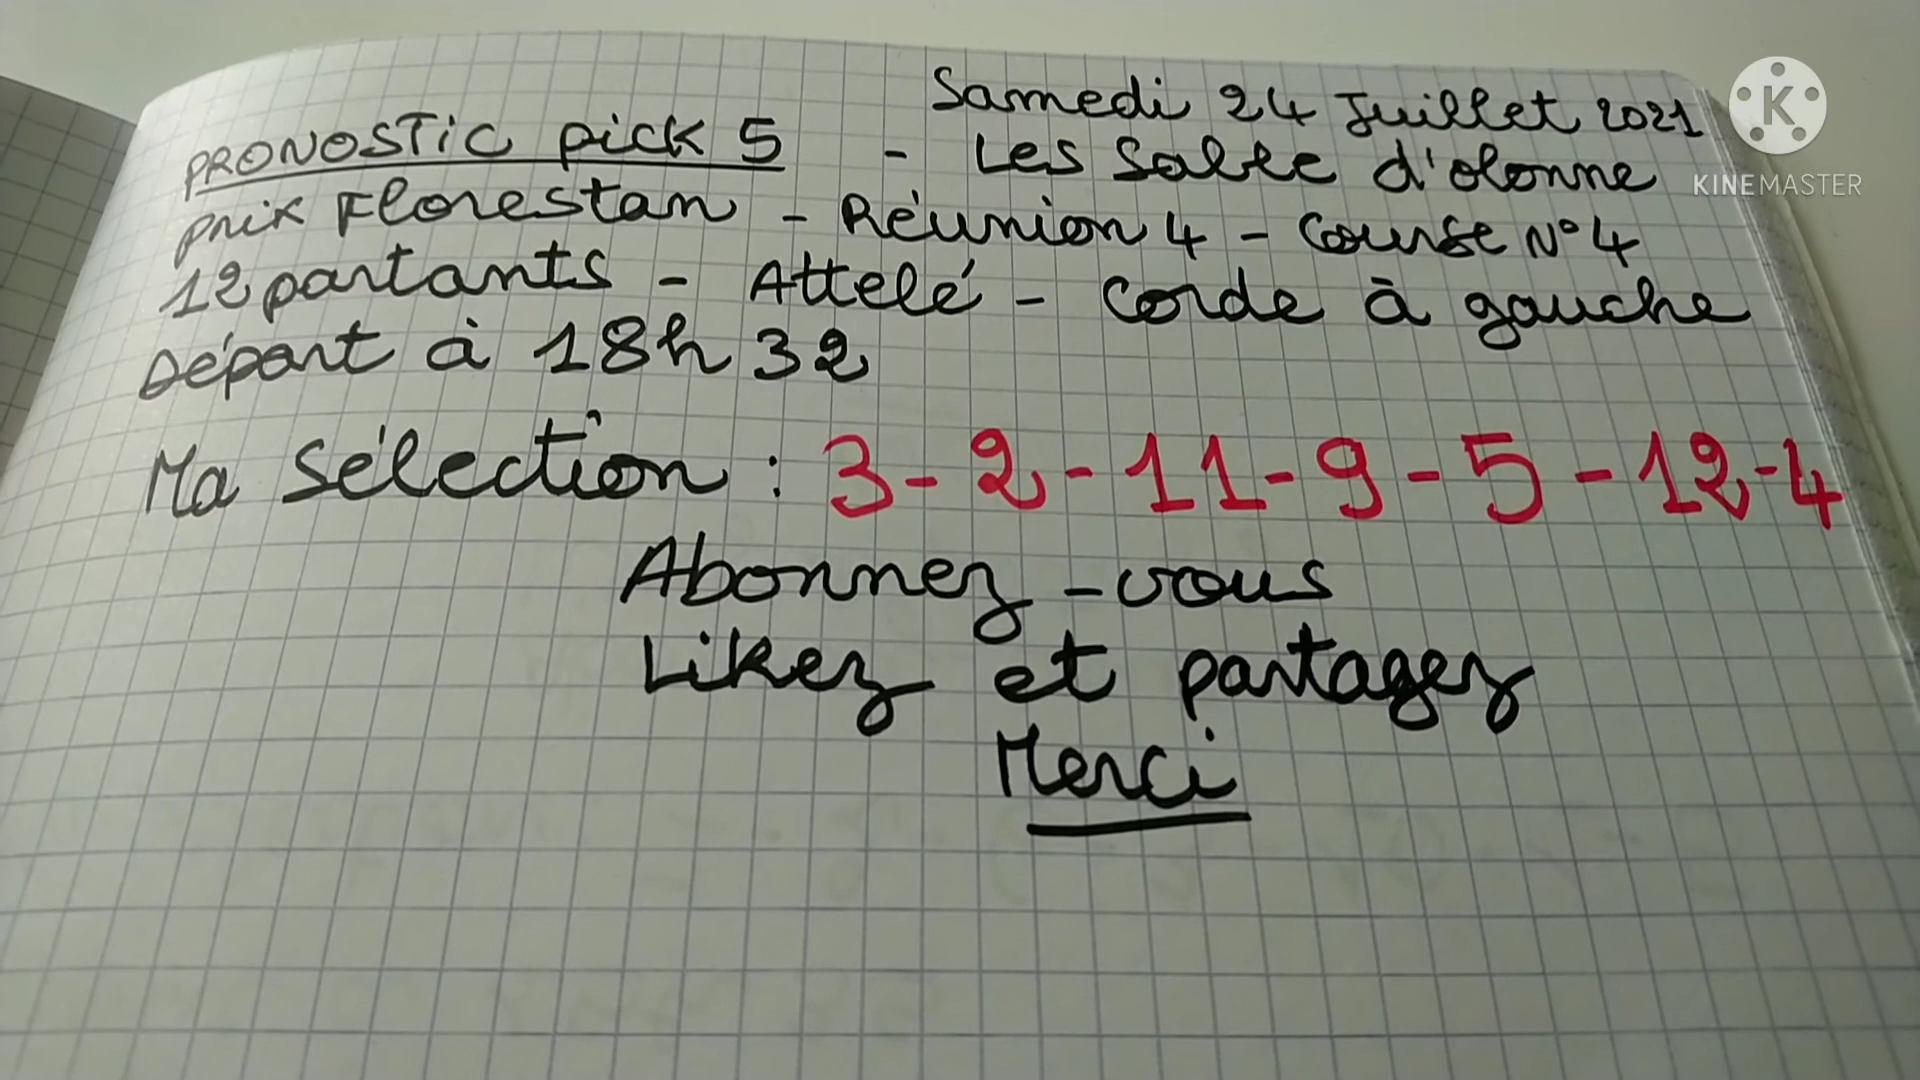 Samedi 24 Juillet 2021
PRONOSTIC pick 5 - Les Sable d'olonne
prix Florestan - Réunion 4 - Course N°4
12 partants - Attelé - Corde à gauche
Départ à 18h32
Ma sélection : 3 - 2 - 11 - 9 - 5 - 12 - 4
Abonnez-vous
Likez et partagez
Merci
K
KINEMASTER